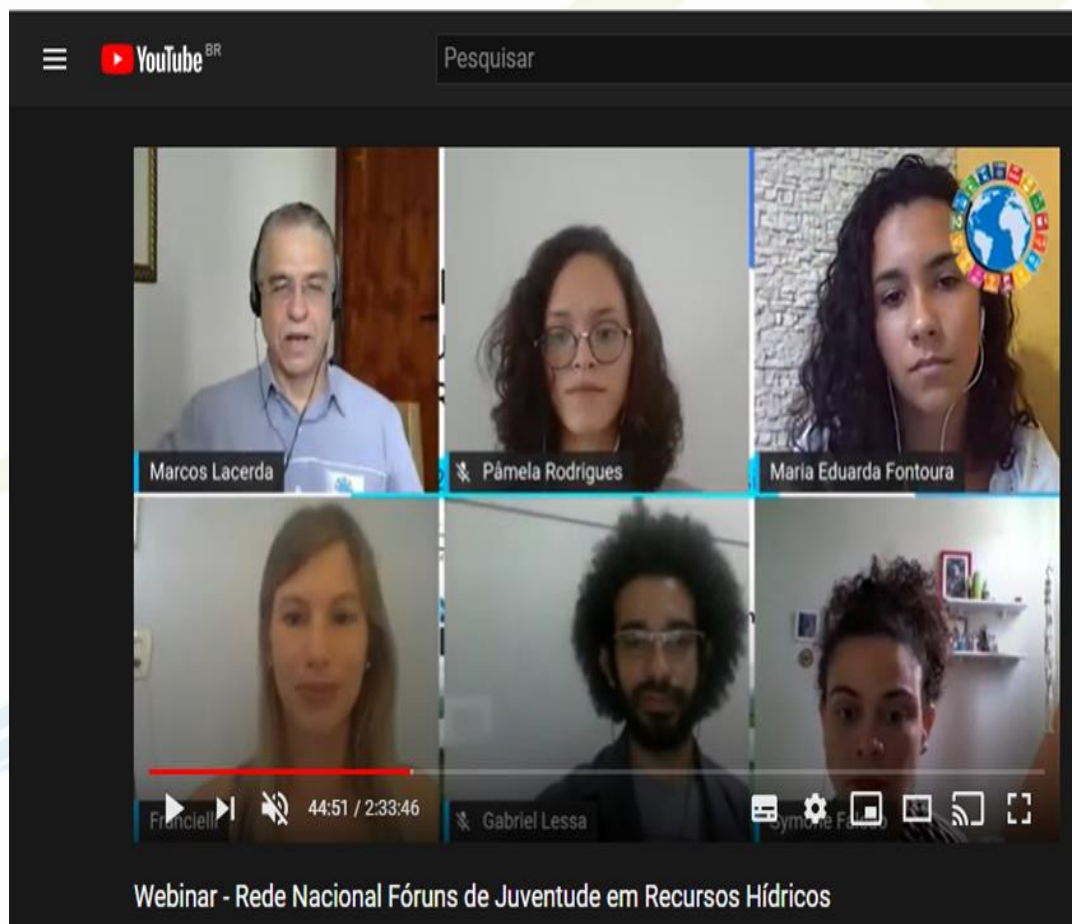 YouTube BR
Pesquisar
Marcos Lacerda
Pâmela Rodrigues
Maria Eduarda Fontoura
Gabriel Lessa
44:51 / 2:33:46
Webinar - Rede Nacional Fóruns de Juventude em Recursos Hídricos